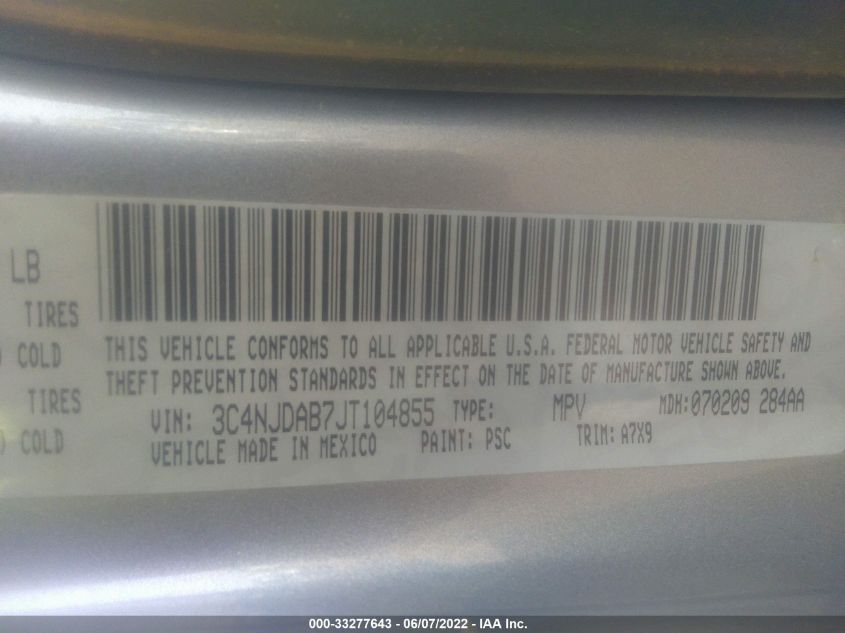 LB
TIRES
COLD
TIRES
COLD
THIS VEHICLE CONFORMS TO ALL APPLICABLE U.S.A. FEDERAL MOTOR VEHICLE SAFETY AND
THEFT PREVENTION STANDARDS IN EFFECT ON THE DATE OF MANUFACTURE SHOWN ABOVE.
VIN: 3C4NJDAB7JT104855 TYPE: MPV MDH:070209 284AA
VEHICLE MADE IN MEXICO PAINT: PSC TRIM: A7X9
000-33277643 - 06/07/2022 - IAA Inc.